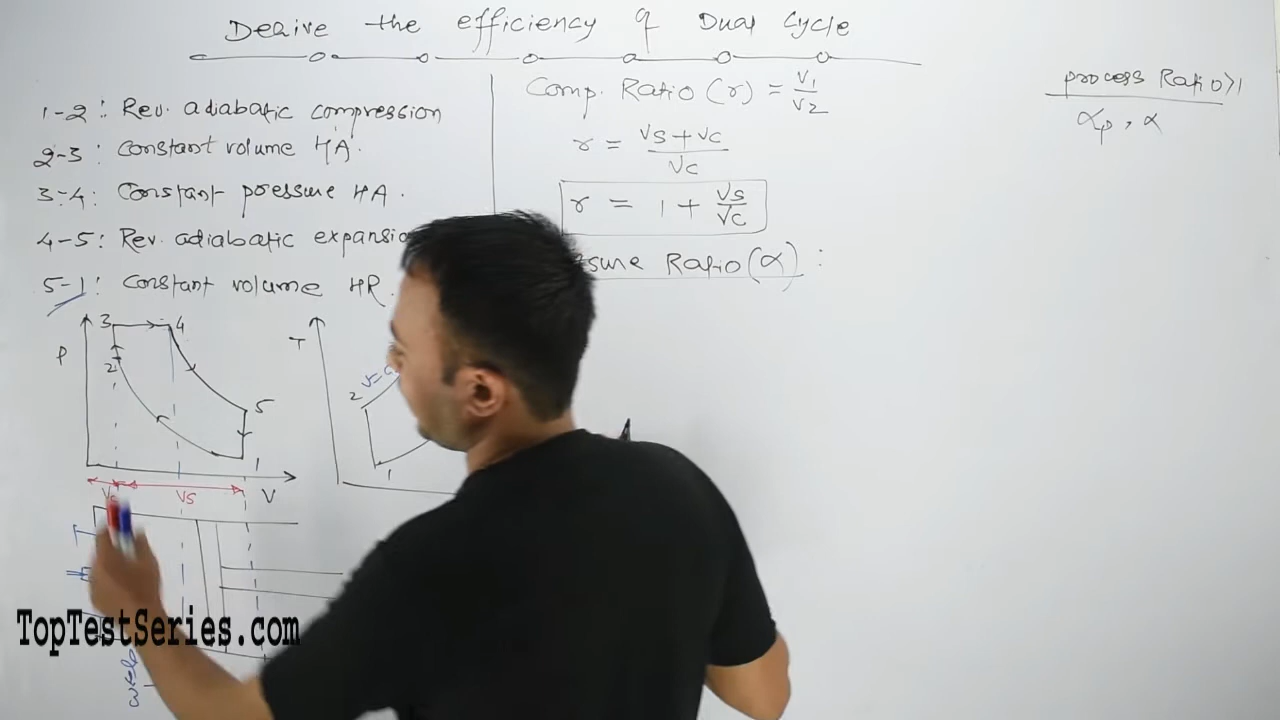 Derive the efficiency of Dual Cycle
1-2: Rev. adiabatic compression
2-3: constant volume HA.
3-4: Constant pressure HA.
4-5: Rev. adiabatic expansio
5-1: Constant volume HR.
Comp. Ratio (r) = V1/V2
r = VS+VC/VC
r = 1 + VS/VC
Ratio (α) :
process Ratio>1
αp, α
P
3
4
2
5
1
V
VS
T
2
1
TopTestSeries.com